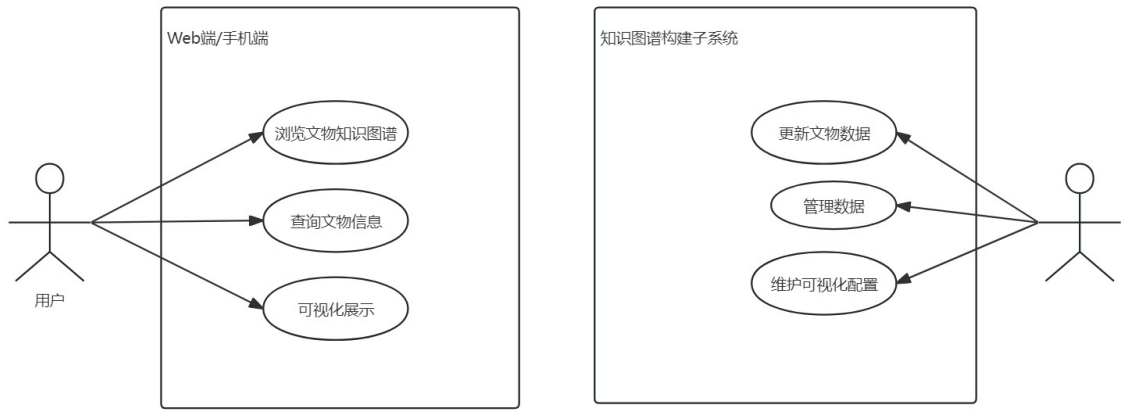 Web端/手机端
浏览文物知识图谱
查询文物信息
可视化展示
用户
知识图谱构建子系统
更新文物数据
管理数据
维护可视化配置